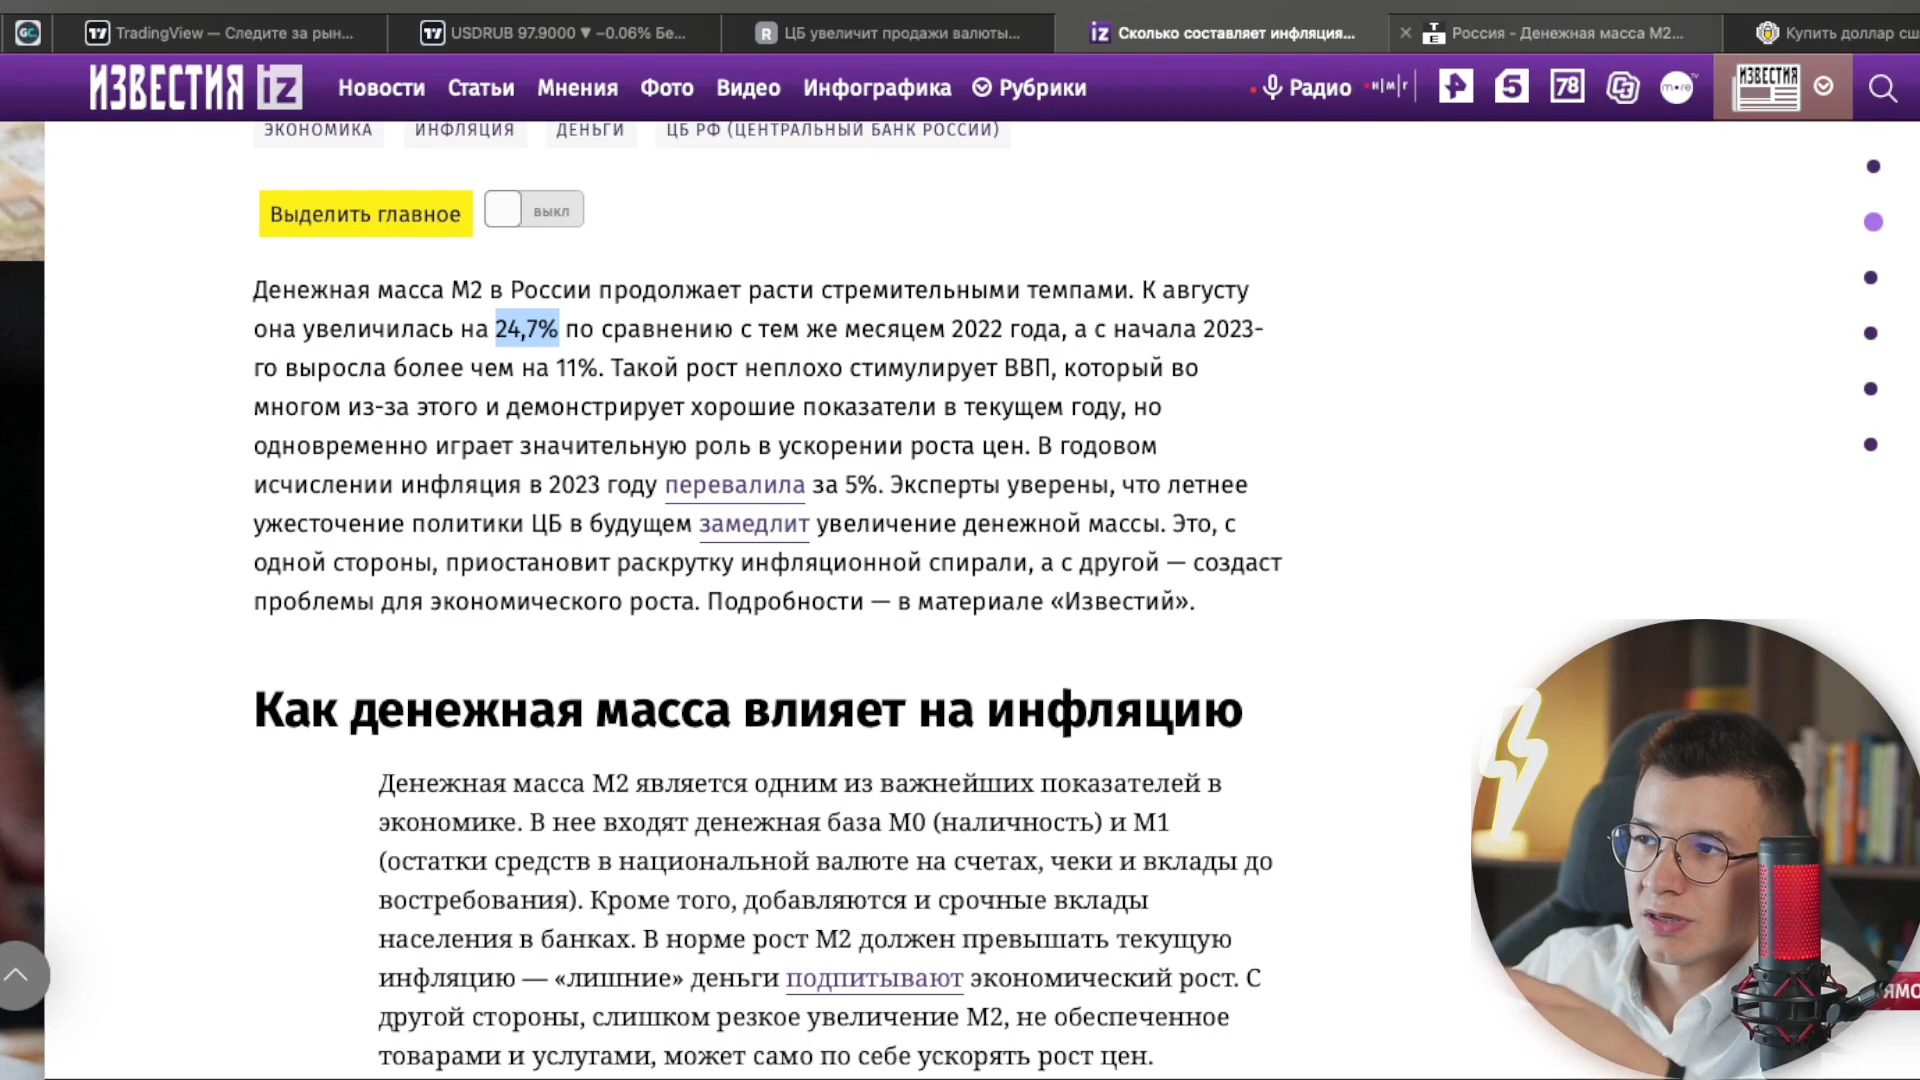 GC
TradingView — Следите за рын...
USDRUB 97.9000 ▼ −0.06% Бе...
R ЦБ увеличит продажи валюты...
iz Сколько составляет инфляция...
TE Россия - Денежная масса М2...
Купить доллар сш
ИЗВЕСТИЯ iz
Новости Статьи Мнения Фото Видео Инфографика Рубрики
Радио
5
78
ИЗВЕСТИЯ
ЭКОНОМИКА ИНФЛЯЦИЯ ДЕНЬГИ ЦБ РФ (ЦЕНТРАЛЬНЫЙ БАНК РОССИИ)
Выделить главное выкл
Денежная масса М2 в России продолжает расти стремительными темпами. К августу
она увеличилась на 24,7% по сравнению с тем же месяцем 2022 года, а с начала 2023-
го выросла более чем на 11%. Такой рост неплохо стимулирует ВВП, который во
многом из-за этого и демонстрирует хорошие показатели в текущем году, но
одновременно играет значительную роль в ускорении роста цен. В годовом
исчислении инфляция в 2023 году перевалила за 5%. Эксперты уверены, что летнее
ужесточение политики ЦБ в будущем замедлит увеличение денежной массы. Это, с
одной стороны, приостановит раскрутку инфляционной спирали, а с другой — создаст
проблемы для экономического роста. Подробности — в материале «Известий».
Как денежная масса влияет на инфляцию
Денежная масса М2 является одним из важнейших показателей в
экономике. В нее входят денежная база М0 (наличность) и М1
(остатки средств в национальной валюте на счетах, чеки и вклады до
востребования). Кроме того, добавляются и срочные вклады
населения в банках. В норме рост М2 должен превышать текущую
инфляцию — «лишние» деньги подпитывают экономический рост. С
другой стороны, слишком резкое увеличение М2, не обеспеченное
товарами и услугами, может само по себе ускорять рост цен.